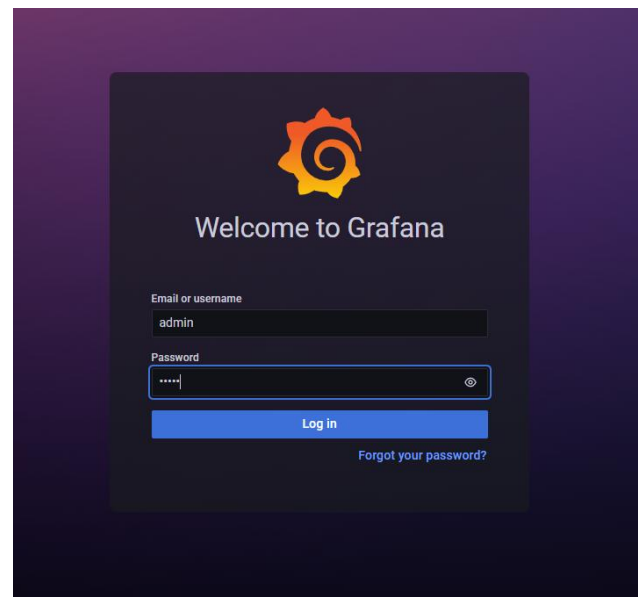 Welcome to Grafana
Email or username
admin
Password
•••••
Log in
Forgot your password?